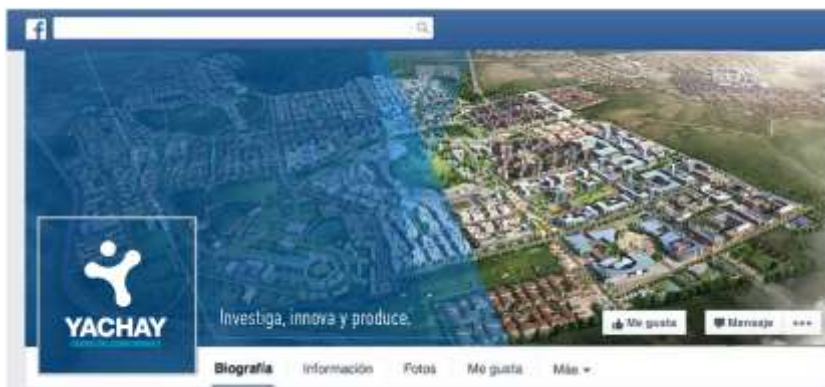 f
Investiga, innova y produce.
YACHAY
Me gusta
Mensaje
Biografía
Información
Fotos
Me gusta
Más